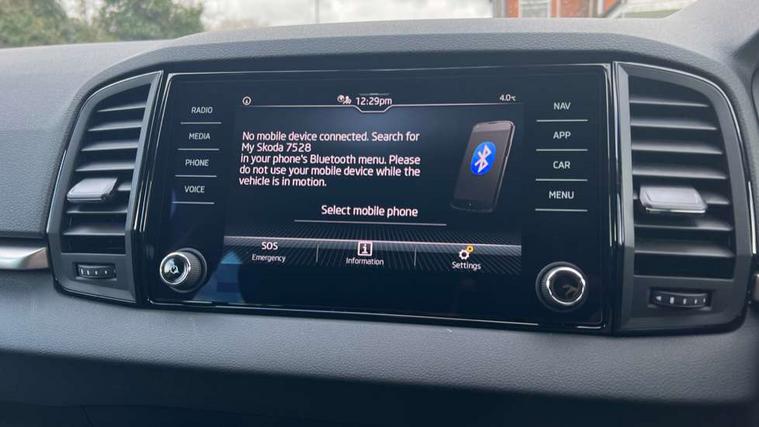 12:29pm
4.0℃
RADIO
MEDIA
PHONE
VOICE
No mobile device connected. Search for
My Skoda 7528
in your phone's Bluetooth menu. Please
do not use your mobile device while the
vehicle is in motion.
Select mobile phone
SOS
Emergency
Information
Settings
NAV
APP
CAR
MENU